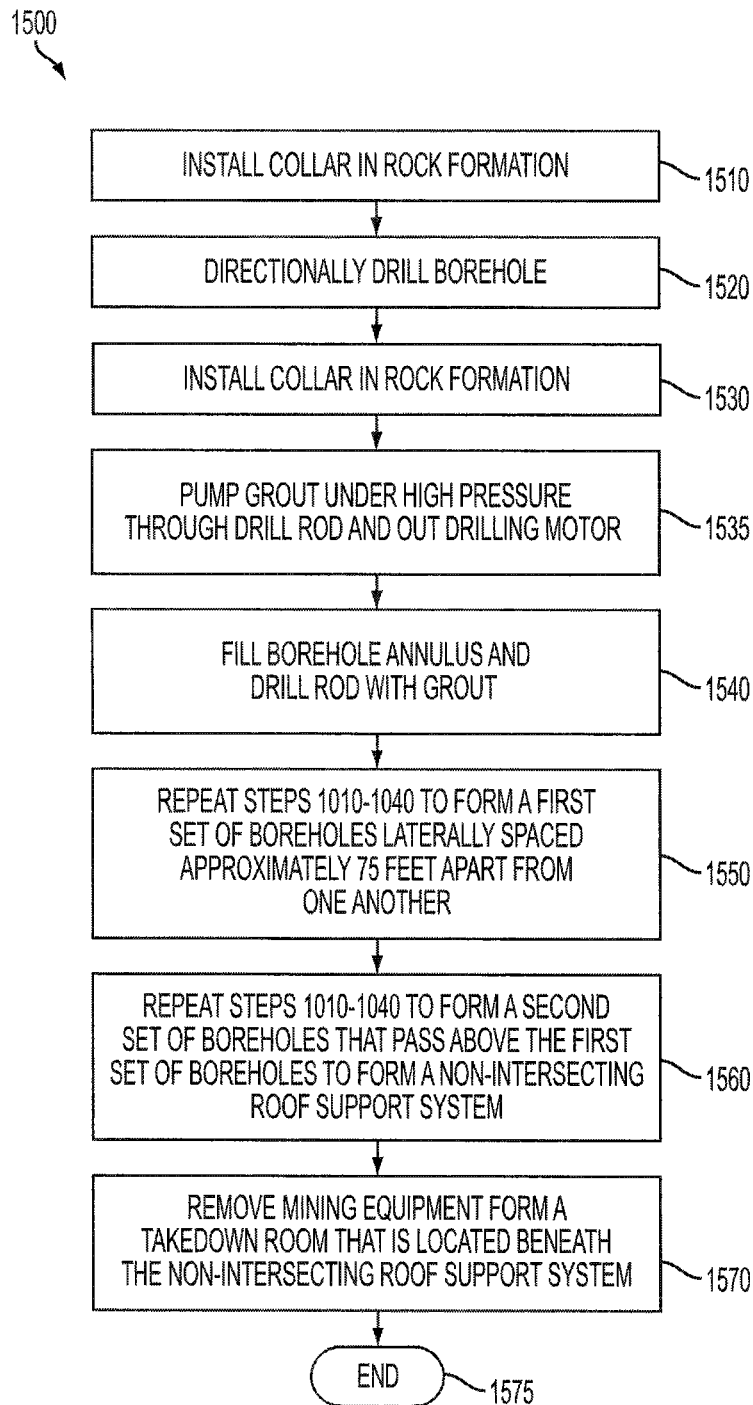 1500
INSTALL COLLAR IN ROCK FORMATION
1510
DIRECTIONALLY DRILL BOREHOLE
1520
INSTALL COLLAR IN ROCK FORMATION
1530
PUMP GROUT UNDER HIGH PRESSURE
THROUGH DRILL ROD AND OUT DRILLING MOTOR
1535
FILL BOREHOLE ANNULUS AND
DRILL ROD WITH GROUT
1540
REPEAT STEPS 1010-1040 TO FORM A FIRST
SET OF BOREHOLES LATERALLY SPACED
APPROXIMATELY 75 FEET APART FROM
ONE ANOTHER
1550
REPEAT STEPS 1010-1040 TO FORM A SECOND
SET OF BOREHOLES THAT PASS ABOVE THE FIRST
SET OF BOREHOLES TO FORM A NON-INTERSECTING
ROOF SUPPORT SYSTEM
1560
REMOVE MINING EQUIPMENT FORM A
TAKEDOWN ROOM THAT IS LOCATED BENEATH
THE NON-INTERSECTING ROOF SUPPORT SYSTEM
1570
END
1575